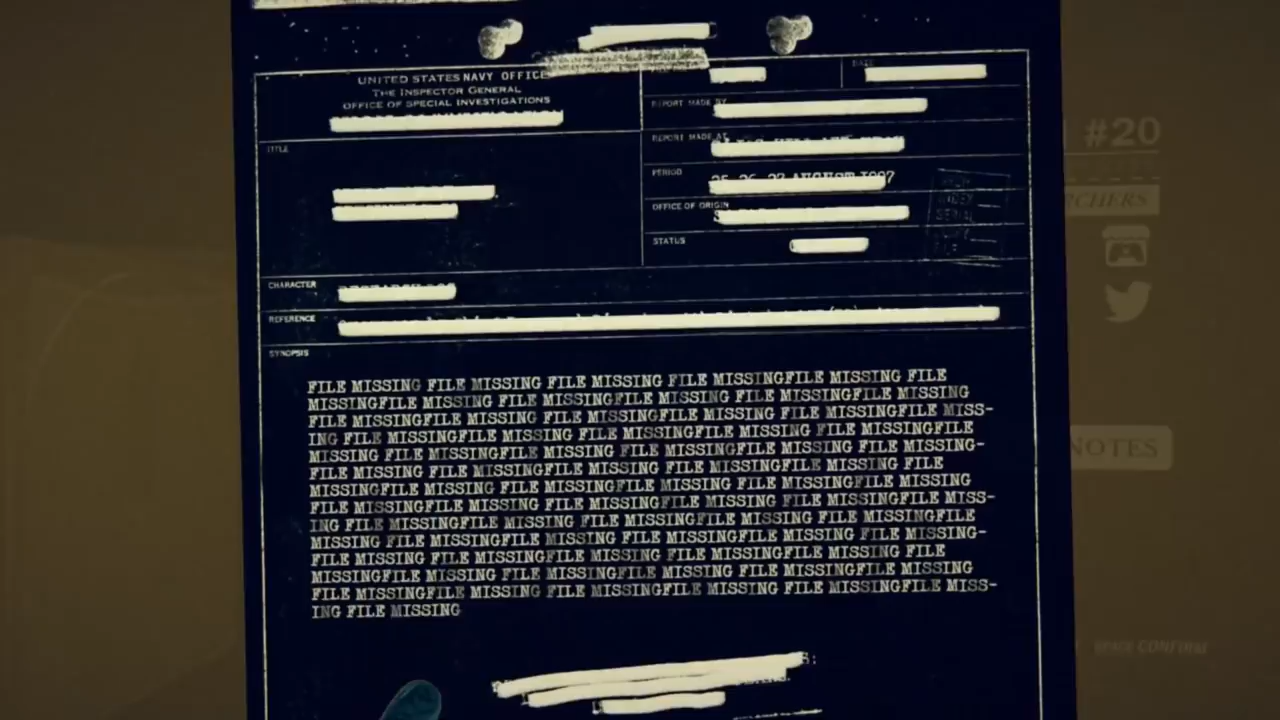 UNITED STATES NAVY OFFICE
THE INSPECTOR GENERAL
OFFICE OF SPECIAL INVESTIGATIONS
DATE
REPORT MADE BY
TITLE
REPORT MADE AT
PERIOD
OFFICE OF ORIGIN
STATUS
CHARACTER
REFERENCE
SYNOPSIS
FILE MISSING FILE MISSING FILE MISSING FILE MISSINGFILE MISSING FILE
MISSINGFILE MISSING FILE MISSINGFILE MISSING FILE MISSINGFILE MISSING
FILE MISSINGFILE MISSING FILE MISSINGFILE MISSING FILE MISSINGFILE MISS-
ING FILE MISSINGFILE MISSING FILE MISSINGFILE MISSING FILE MISSINGFILE
MISSING FILE MISSINGFILE MISSING FILE MISSINGFILE MISSING FILE MISSING-
FILE MISSING FILE MISSINGFILE MISSING FILE MISSINGFILE MISSING FILE
MISSINGFILE MISSING FILE MISSINGFILE MISSING FILE MISSINGFILE MISSING
FILE MISSINGFILE MISSING FILE MISSINGFILE MISSING FILE MISSINGFILE MISS-
ING FILE MISSINGFILE MISSING FILE MISSINGFILE MISSING FILE MISSINGFILE
MISSING FILE MISSINGFILE MISSING FILE MISSINGFILE MISSING FILE MISSING-
FILE MISSING FILE MISSINGFILE MISSING FILE MISSINGFILE MISSING FILE
MISSINGFILE MISSING FILE MISSINGFILE MISSING FILE MISSINGFILE MISSING
FILE MISSINGFILE MISSING FILE MISSINGFILE MISSING FILE MISSINGFILE MISS-
ING FILE MISSING
#20
NOTES
SPACE CONFIRM